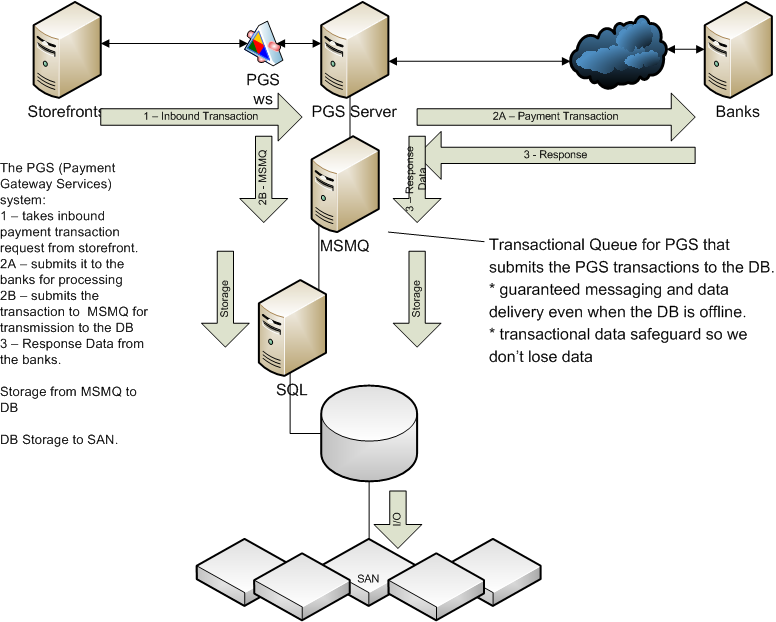 PGS
ws
Storefronts
PGS Server
Banks
1 – Inbound Transaction
2A – Payment Transaction
3 - Response
2B - MSMQ
3 – Response
Data
The PGS (Payment
Gateway Services)
system:
1 – takes inbound
payment transaction
request from storefront.
2A – submits it to the
banks for processing
2B – submits the
transaction to  MSMQ for
transmission to the DB
3 – Response Data from
the banks.
Storage from MSMQ to
DB
DB Storage to SAN.
MSMQ
Transactional Queue for PGS that
submits the PGS transactions to the DB.
* guaranteed messaging and data
delivery even when the DB is offline.
* transactional data safeguard so we
don’t lose data
Storage
Storage
SQL
I/O
SAN